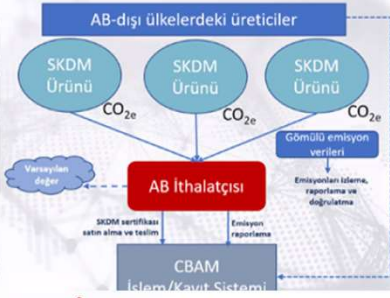 AB-dışı ülkelerdeki üreticiler
SKDM
Ürünü
SKDM
Ürünü
SKDM
Ürünü
CO2e
CO2e
CO2e
Gömülü emisyon
verileri
Varsayılan
değer
AB İthalatçısı
Emisyonları izleme,
raporlama ve
doğrulatma
SKDM sertifikası
satın alma ve teslim
Emisyon
raporlama
CBAM
İşlem/Kayıt Sistemi